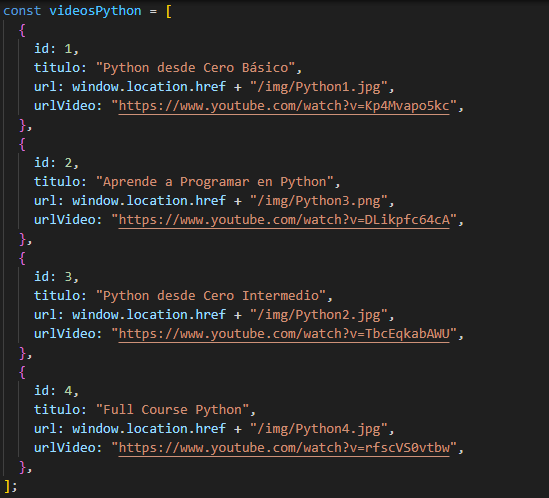 const videosPython = [
  {
    id: 1,
    titulo: "Python desde Cero Básico",
    url: window.location.href + "/img/Python1.jpg",
    urlVideo: "https://www.youtube.com/watch?v=Kp4Mvapo5kc",
  },
  {
    id: 2,
    titulo: "Aprende a Programar en Python",
    url: window.location.href + "/img/Python3.png",
    urlVideo: "https://www.youtube.com/watch?v=DLikpfc64cA",
  },
  {
    id: 3,
    titulo: "Python desde Cero Intermedio",
    url: window.location.href + "/img/Python2.jpg",
    urlVideo: "https://www.youtube.com/watch?v=TbcEqkabAWU",
  },
  {
    id: 4,
    titulo: "Full Course Python",
    url: window.location.href + "/img/Python4.jpg",
    urlVideo: "https://www.youtube.com/watch?v=rfscVS0vtbw",
  },
];